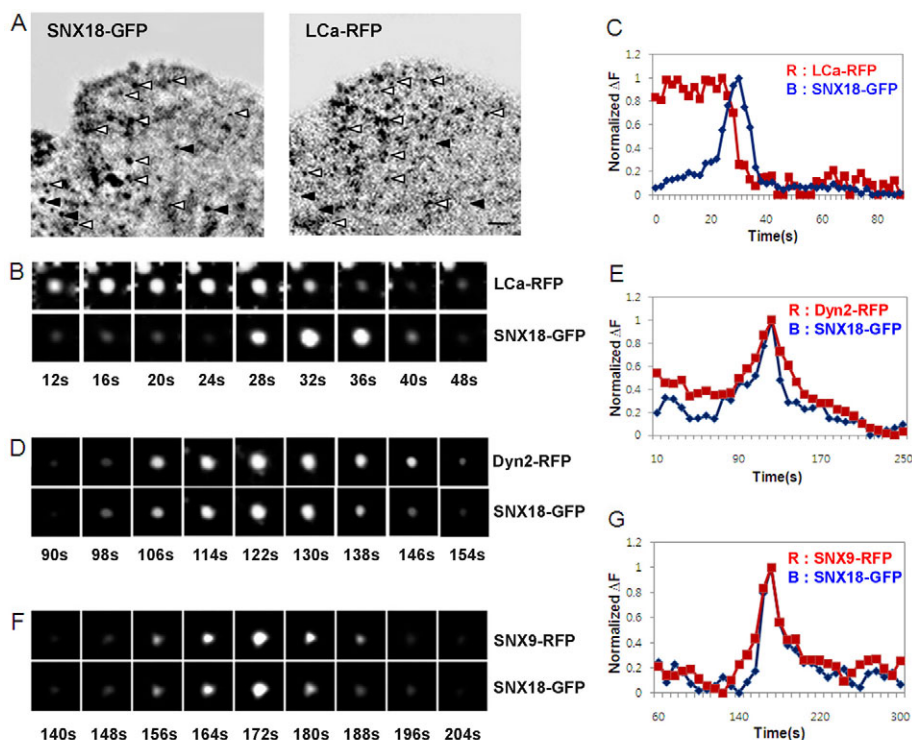 A
SNX18-GFP
LCa-RFP
B
LCa-RFP
SNX18-GFP
12s 16s 20s 24s 28s 32s 36s 40s 48s
C
R : LCa-RFP
B : SNX18-GFP
Normalized ΔF
1.2
1
0.8
0.6
0.4
0.2
0
0 20 40 60 80
Time(s)
D
Dyn2-RFP
SNX18-GFP
90s 98s 106s 114s 122s 130s 138s 146s 154s
E
R : Dyn2-RFP
B : SNX18-GFP
Normalized ΔF
1.2
1
0.8
0.6
0.4
0.2
0
10 90 170 250
Time(s)
F
SNX9-RFP
SNX18-GFP
140s 148s 156s 164s 172s 180s 188s 196s 204s
G
R : SNX9-RFP
B : SNX18-GFP
Normalized ΔF
1.2
1
0.8
0.6
0.4
0.2
0
60 140 220 300
Time(s)